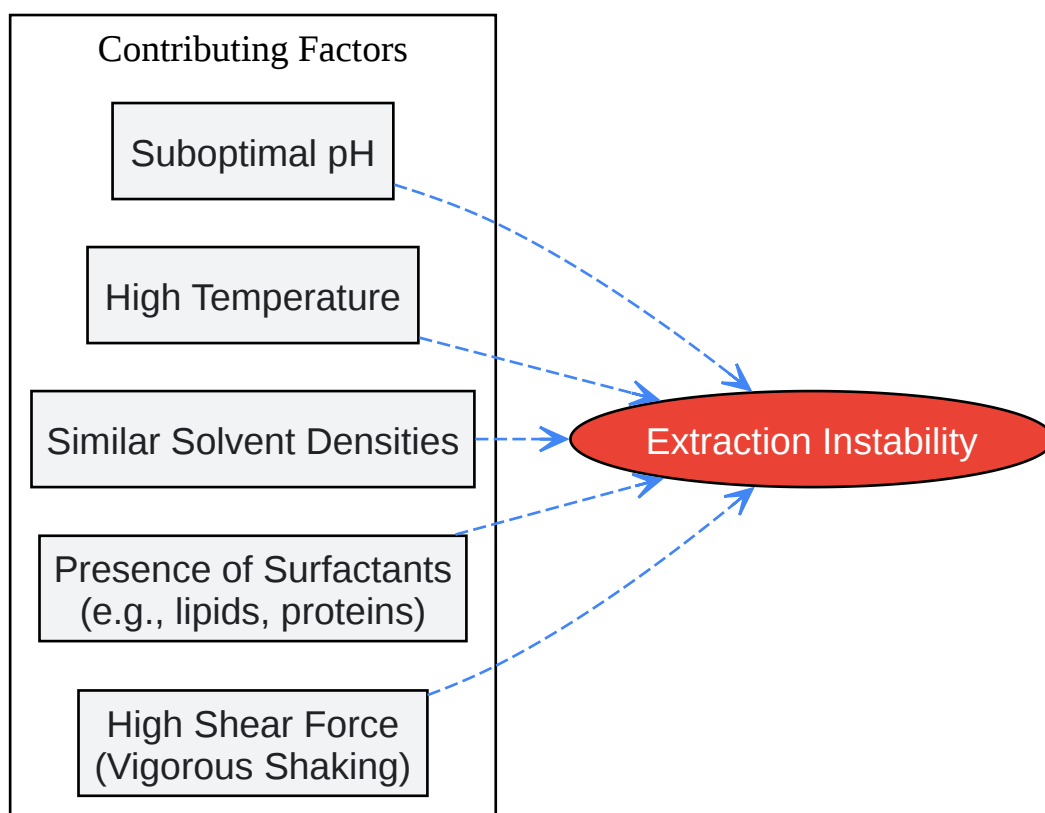 Contributing Factors
Suboptimal pH
High Temperature
Similar Solvent Densities
Extraction Instability
Presence of Surfactants
(e.g., lipids, proteins)
High Shear Force
(Vigorous Shaking)